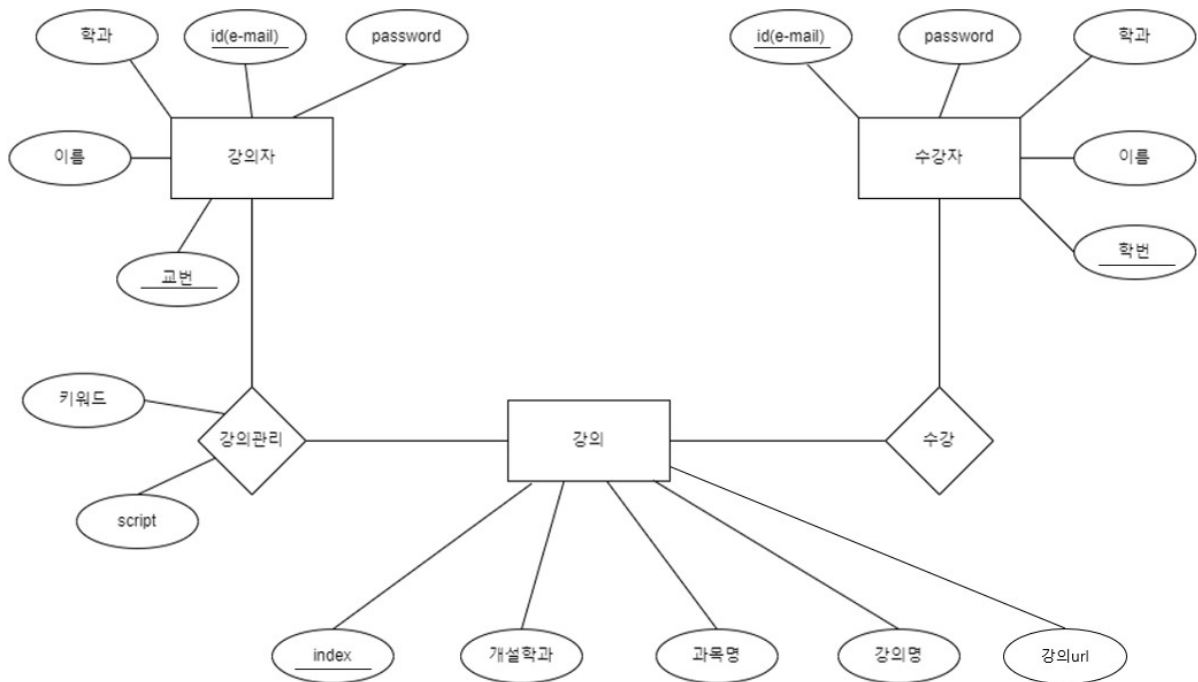 학과
id(e-mail)
password
id(e-mail)
password
학과
이름
강의자
수강자
이름
교번
학번
키워드
강의관리
강의
수강
script
index
개설학과
과목명
강의명
강의url